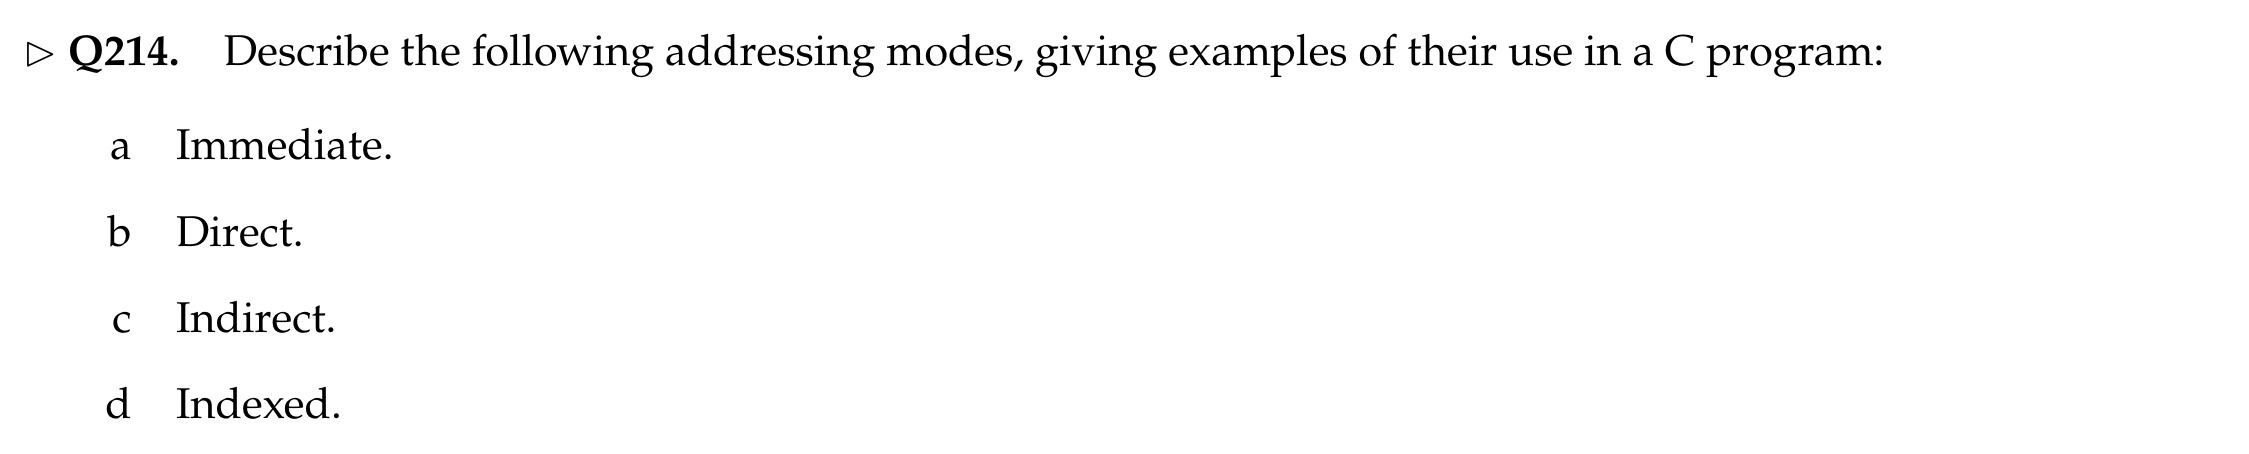 ▷ Q214. Describe the following addressing modes, giving examples of their use in a C program:
a Immediate.
b Direct.
c Indirect.
d Indexed.